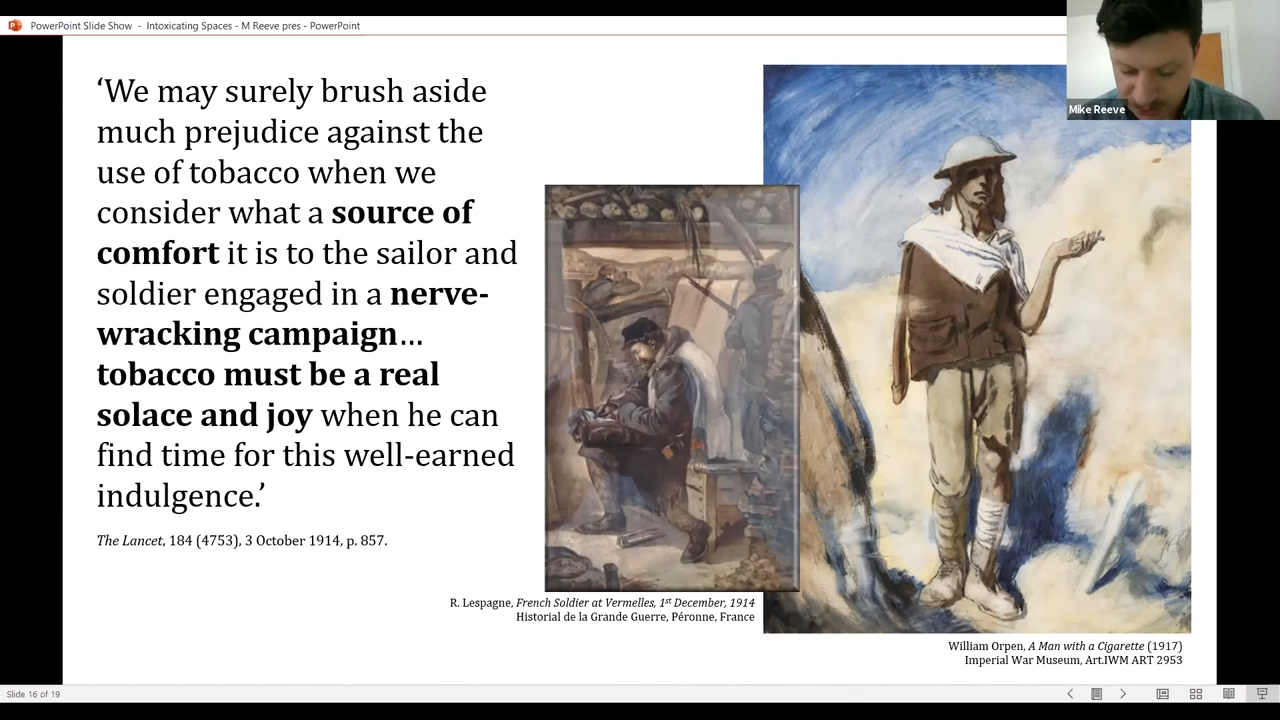 PowerPoint Slide Show - Intoxicating Spaces - M Reeve pres - PowerPoint
Mike Reeve
‘We may surely brush aside
much prejudice against the
use of tobacco when we
consider what a source of
comfort it is to the sailor and
soldier engaged in a nerve-
wracking campaign…
tobacco must be a real
solace and joy when he can
find time for this well-earned
indulgence.’
The Lancet, 184 (4753), 3 October 1914, p. 857.
R. Lespagne, French Soldier at Vermelles, 1st December, 1914
Historial de la Grande Guerre, Péronne, France
William Orpen, A Man with a Cigarette (1917)
Imperial War Museum, Art.IWM ART 2953
Slide 16 of 19